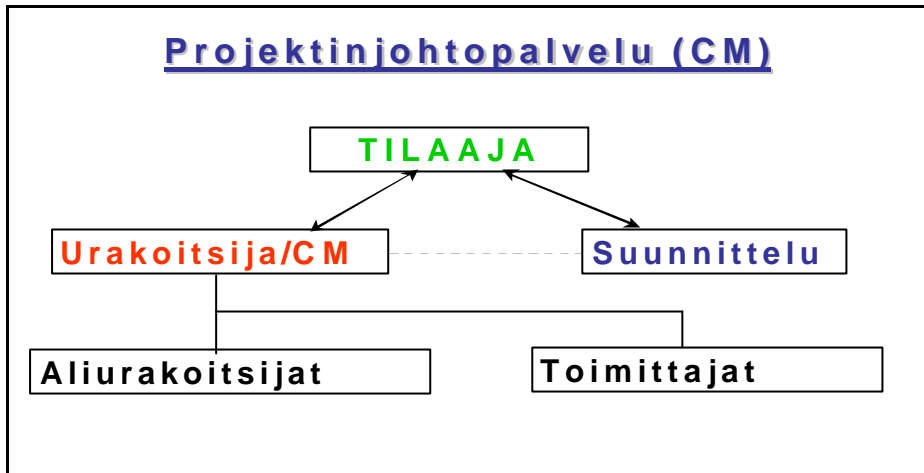 Projektinjohtopalvelu (CM)
TILAAJA
Urakoitsija/CM
Suunnittelu
Aliurakoitsijat
Toimittajat